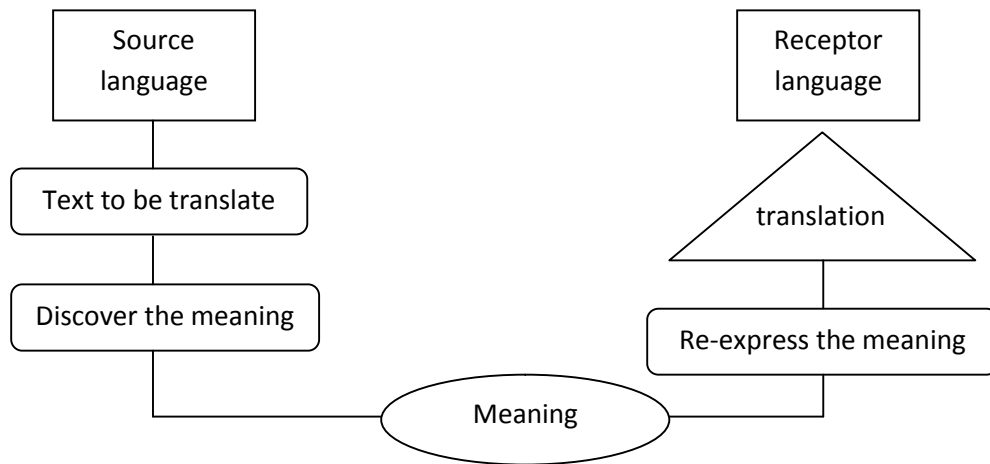 Source
language
Text to be translate
Discover the meaning
Meaning
Re-express the meaning
translation
Receptor
language